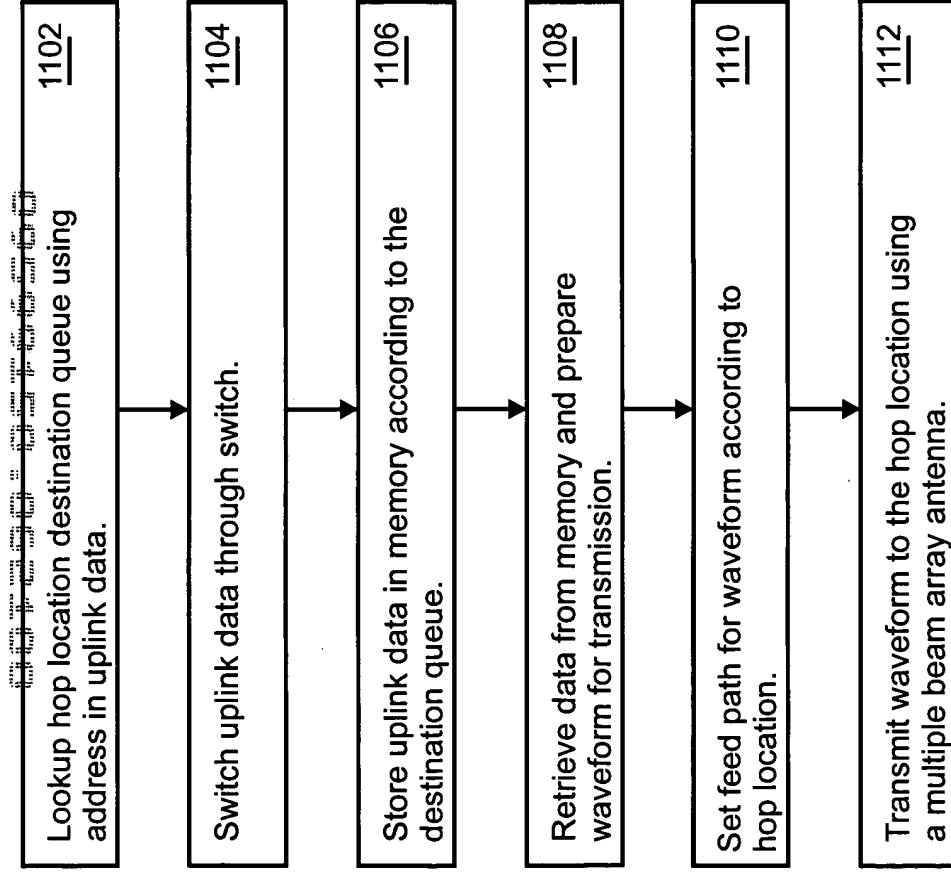 Lookup hop location destination queue using 1102
address in uplink data.
Switch uplink data through switch. 1104
Store uplink data in memory according to the 1106
destination queue.
Retrieve data from memory and prepare 1108
waveform for transmission.
Set feed path for waveform according to 1110
hop location.
Transmit waveform to the hop location using 1112
a multiple beam array antenna.